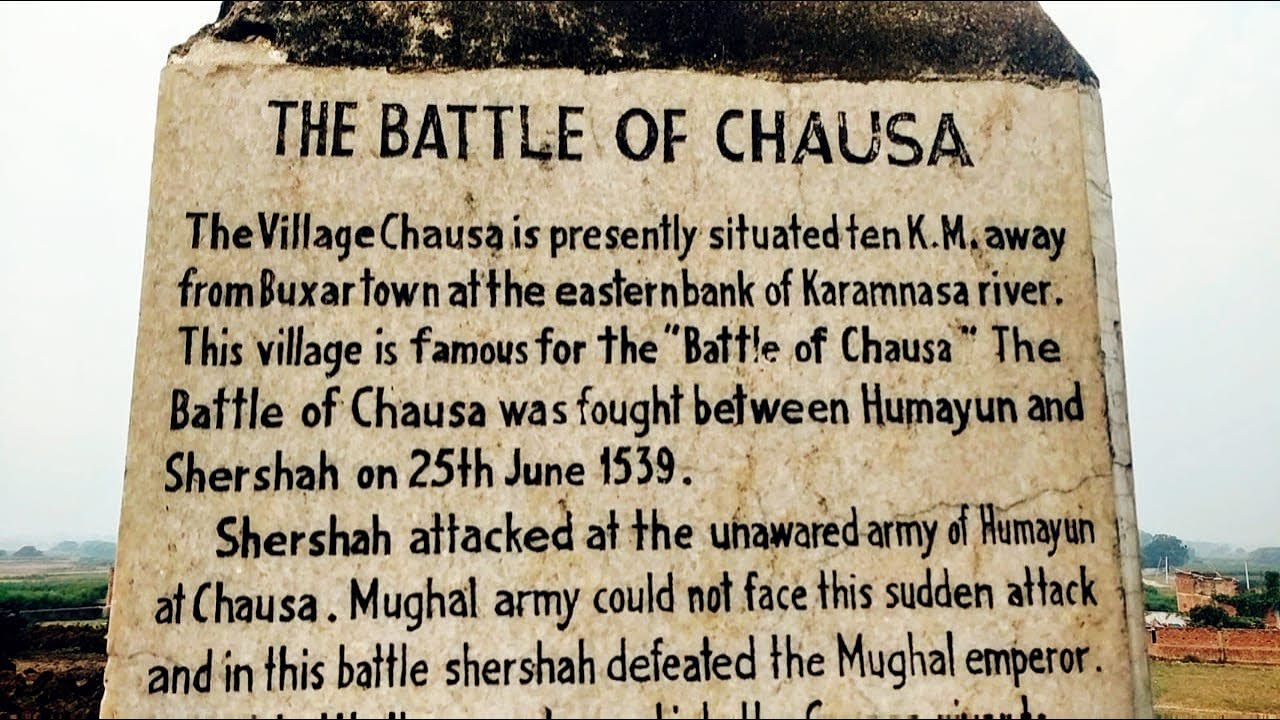 THE BATTLE OF CHAUSA
The Village Chausa is presently situated ten K.M. away
from Buxar town at the eastern bank of Karamnasa river.
This village is famous for the "Battle of Chausa" The
Battle of Chausa was fought between Humayun and
Shershah on 25th June 1539.
Shershah attacked at the unawared army of Humayun
at Chausa. Mughal army could not face this sudden attack
and in this battle shershah defeated the Mughal emperor.